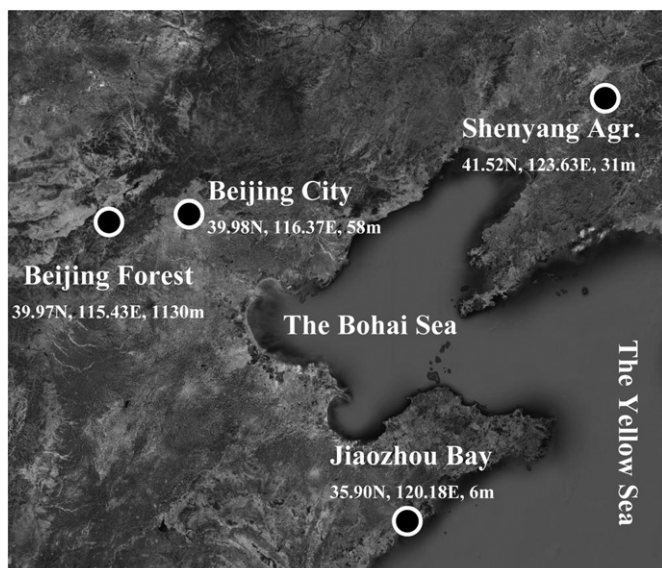 Shenyang Agr.
41.52N, 123.63E, 31m
Beijing City
39.98N, 116.37E, 58m
Beijing Forest
39.97N, 115.43E, 1130m
The Bohai Sea
The Yellow Sea
Jiaozhou Bay
35.90N, 120.18E, 6m